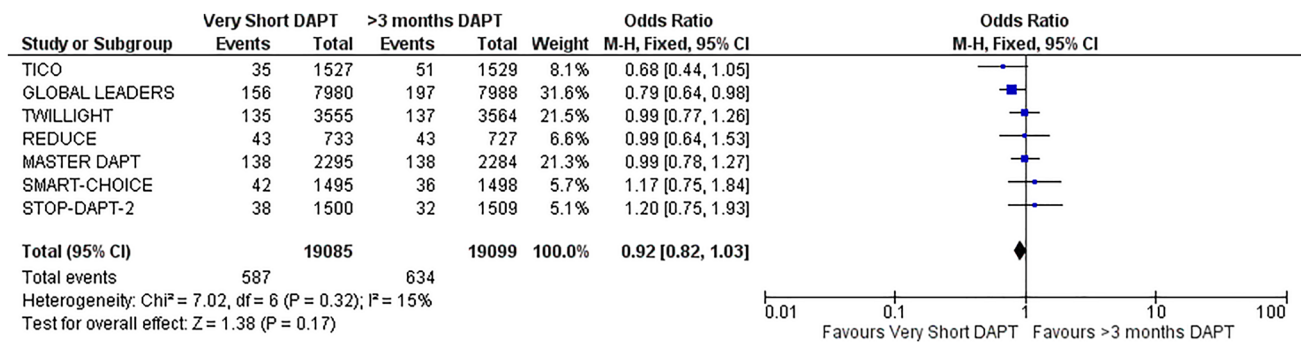 Very Short DAPT >3 months DAPT Odds Ratio Odds Ratio
Study or Subgroup Events Total Events Total Weight M-H, Fixed, 95% CI M-H, Fixed, 95% CI
TICO 35 1527 51 1529 8.1% 0.68 [0.44, 1.05]
GLOBAL LEADERS 156 7980 197 7988 31.6% 0.79 [0.64, 0.98]
TWILLIGHT 135 3555 137 3564 21.5% 0.99 [0.77, 1.26]
REDUCE 43 733 43 727 6.6% 0.99 [0.64, 1.53]
MASTER DAPT 138 2295 138 2284 21.3% 0.99 [0.78, 1.27]
SMART-CHOICE 42 1495 36 1498 5.7% 1.17 [0.75, 1.84]
STOP-DAPT-2 38 1500 32 1509 5.1% 1.20 [0.75, 1.93]
Total (95% CI) 19085 19099 100.0% 0.92 [0.82, 1.03]
Total events 587 634
Heterogeneity: Chi² = 7.02, df = 6 (P = 0.32); I² = 15%
Test for overall effect: Z = 1.38 (P = 0.17)
0.01 0.1 1 10 100
Favours Very Short DAPT Favours >3 months DAPT